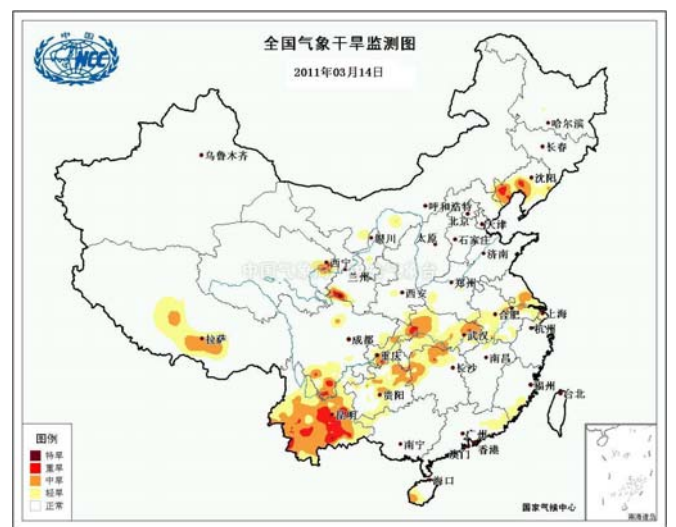 中国
NCC
全国气象干旱监测图
2011年03月14日
哈尔滨
长春
乌鲁木齐
沈阳
呼和浩特
北京
天津
银川
太原
石家庄
济南
西宁
兰州
西安
郑州
合肥
上海
杭州
拉萨
成都
武汉
重庆
南昌
长沙
贵阳
福州
台北
昆明
南宁
广州
澳门
香港
海口
图例
特旱
重旱
中旱
轻旱
正常
国家气候中心
南海诸岛